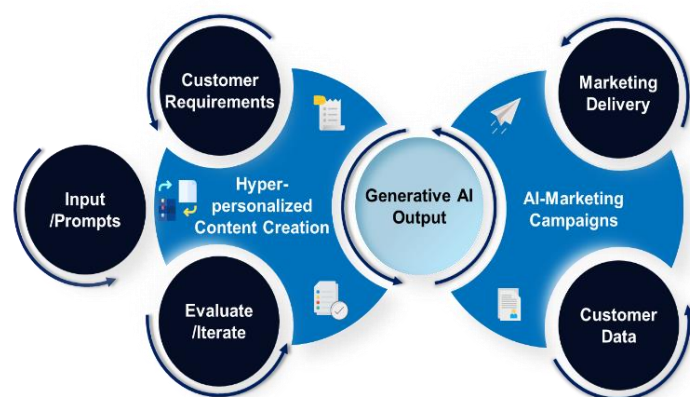 Customer
Requirements
Marketing
Delivery
Input
/Prompts
Hyper-
personalized
Content Creation
Generative AI
Output
AI-Marketing
Campaigns
Evaluate
/Iterate
Customer
Data